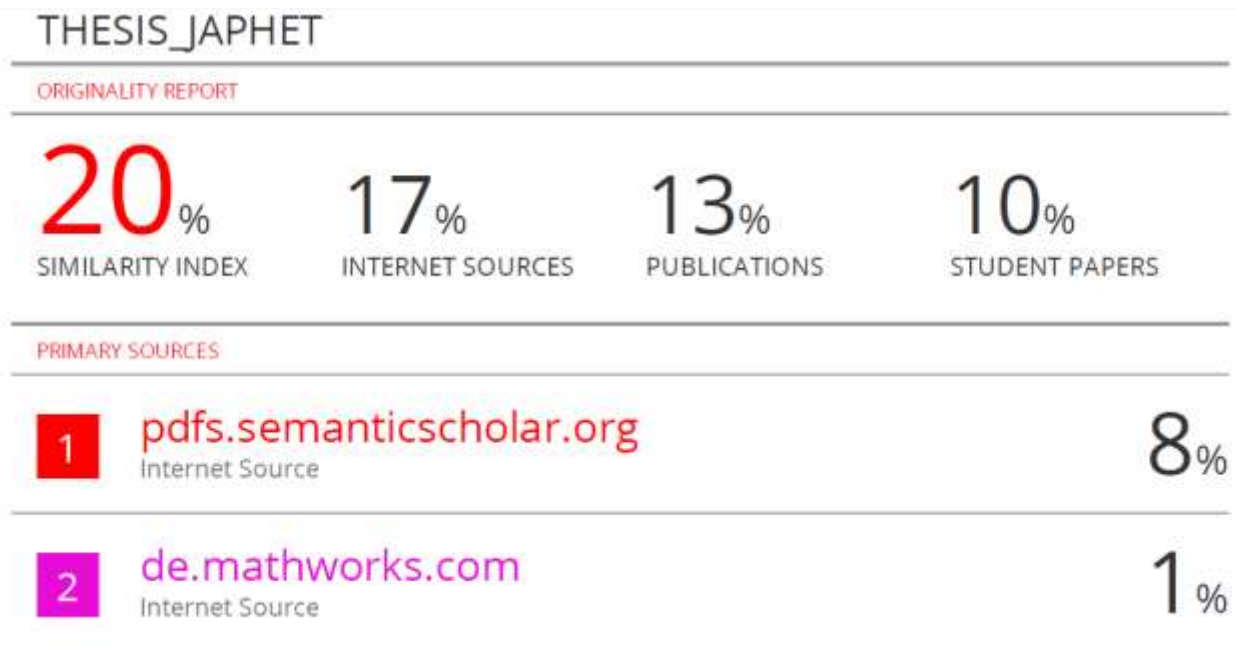 THESIS_JAPHET
ORIGINALITY REPORT
20% 17% 13% 10%
SIMILARITY INDEX INTERNET SOURCES PUBLICATIONS STUDENT PAPERS
PRIMARY SOURCES
1 pdfs.semanticscholar.org 8%
Internet Source
2 de.mathworks.com 1%
Internet Source